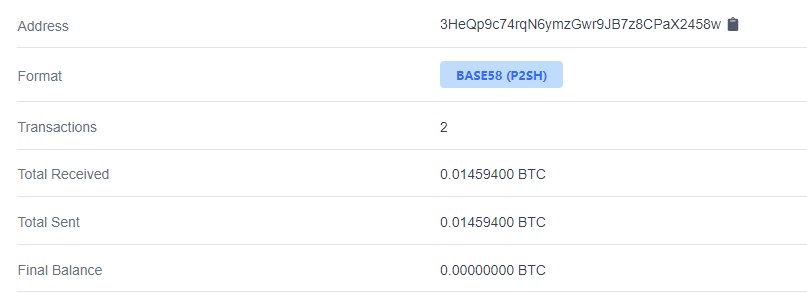 Address 3HeQp9c74rqN6ymzGwr9JB7z8CPaX2458w
Format BASE58 (P2SH)
Transactions 2
Total Received 0.01459400 BTC
Total Sent 0.01459400 BTC
Final Balance 0.00000000 BTC